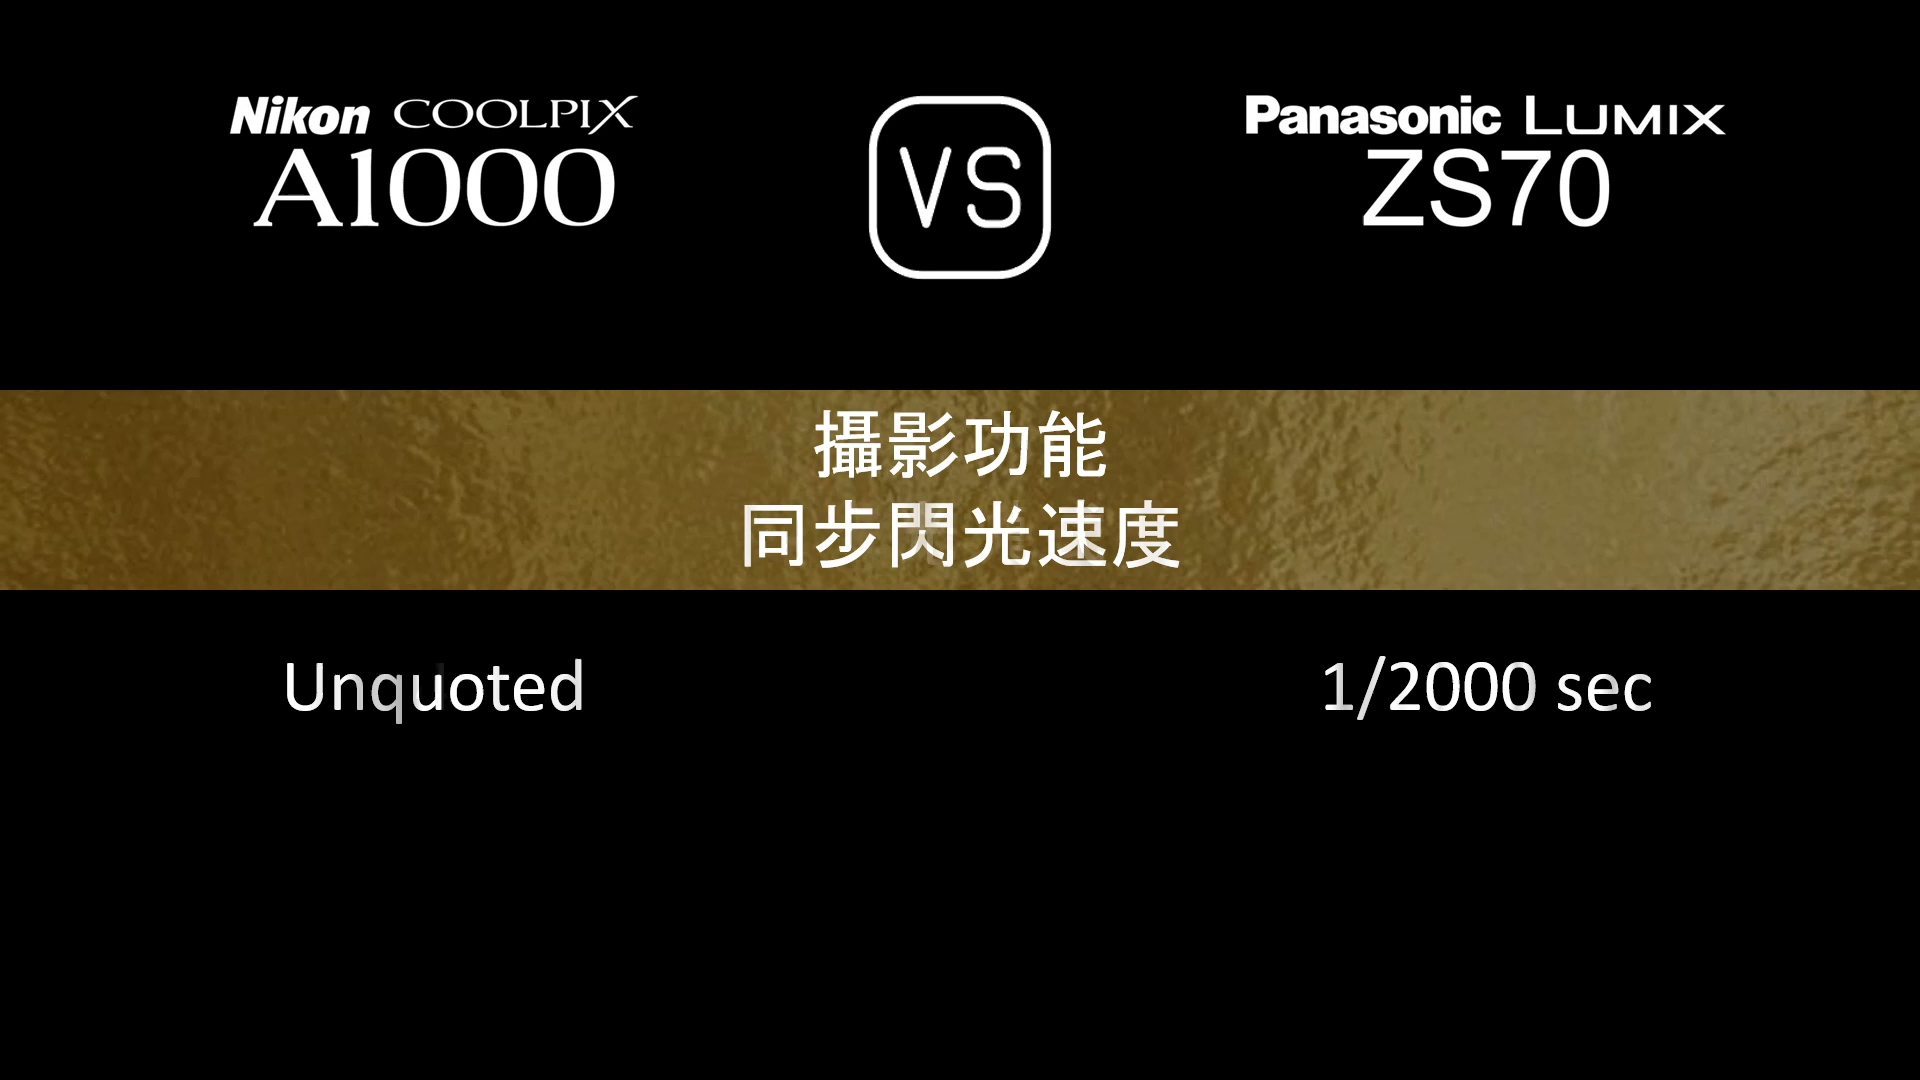 Nikon COOLPIX
A1000
VS
Panasonic LUMIX
ZS70
攝影功能
同步閃光速度
Unquoted
1/2000 sec